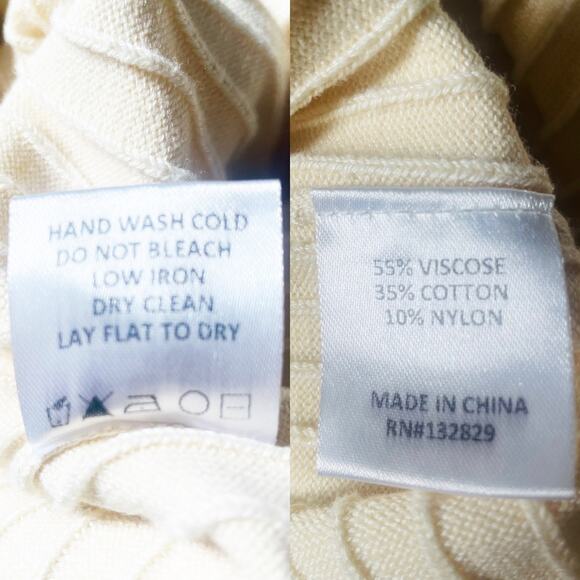 HAND WASH COLD
DO NOT BLEACH
LOW IRON
DRY CLEAN
LAY FLAT TO DRY
55% VISCOSE
35% COTTON
10% NYLON
MADE IN CHINA
RN#132829